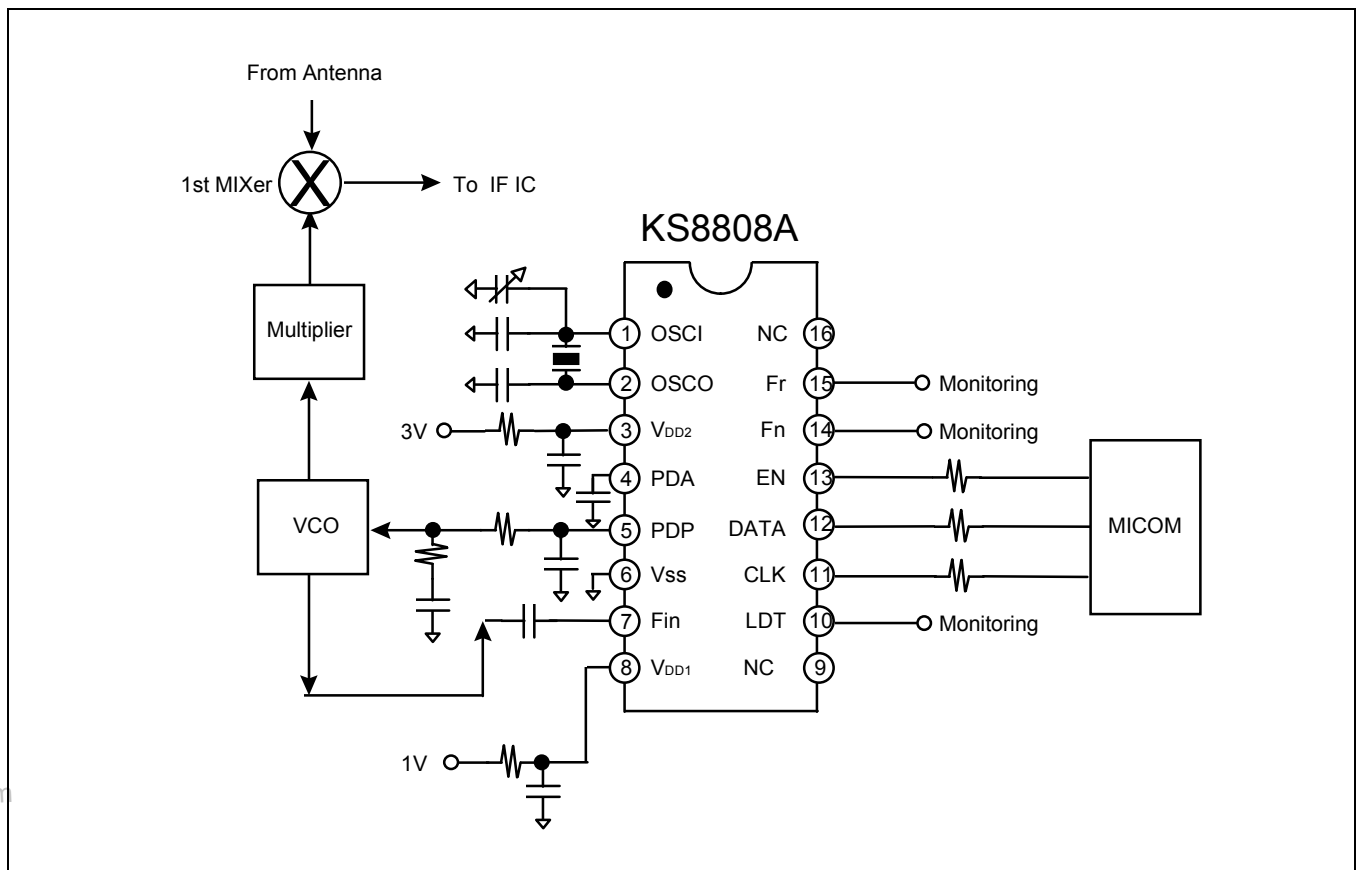 From Antenna
1st MIXer
X
To IF IC
KS8808A
Multiplier
VCO
3V
1V
1 OSCI
2 OSCO
3 VDD2
4 PDA
5 PDP
6 Vss
7 Fin
8 VDD1
NC 16
Fr 15 Monitoring
Fn 14 Monitoring
EN 13
DATA 12
CLK 11
LDT 10 Monitoring
NC 9
MICOM
m